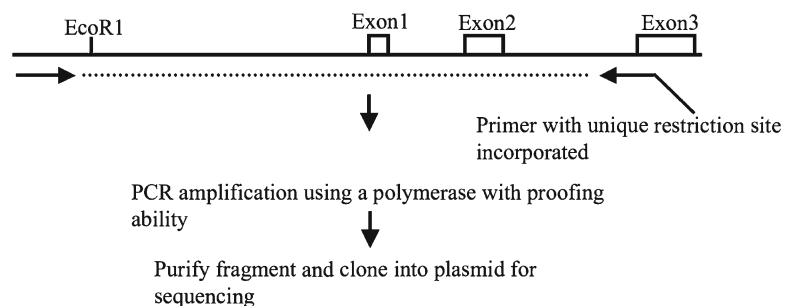 EcoR1 Exon1 Exon2 Exon3
Primer with unique restriction site
incorporated
PCR amplification using a polymerase with proofing
ability
Purify fragment and clone into plasmid for
sequencing